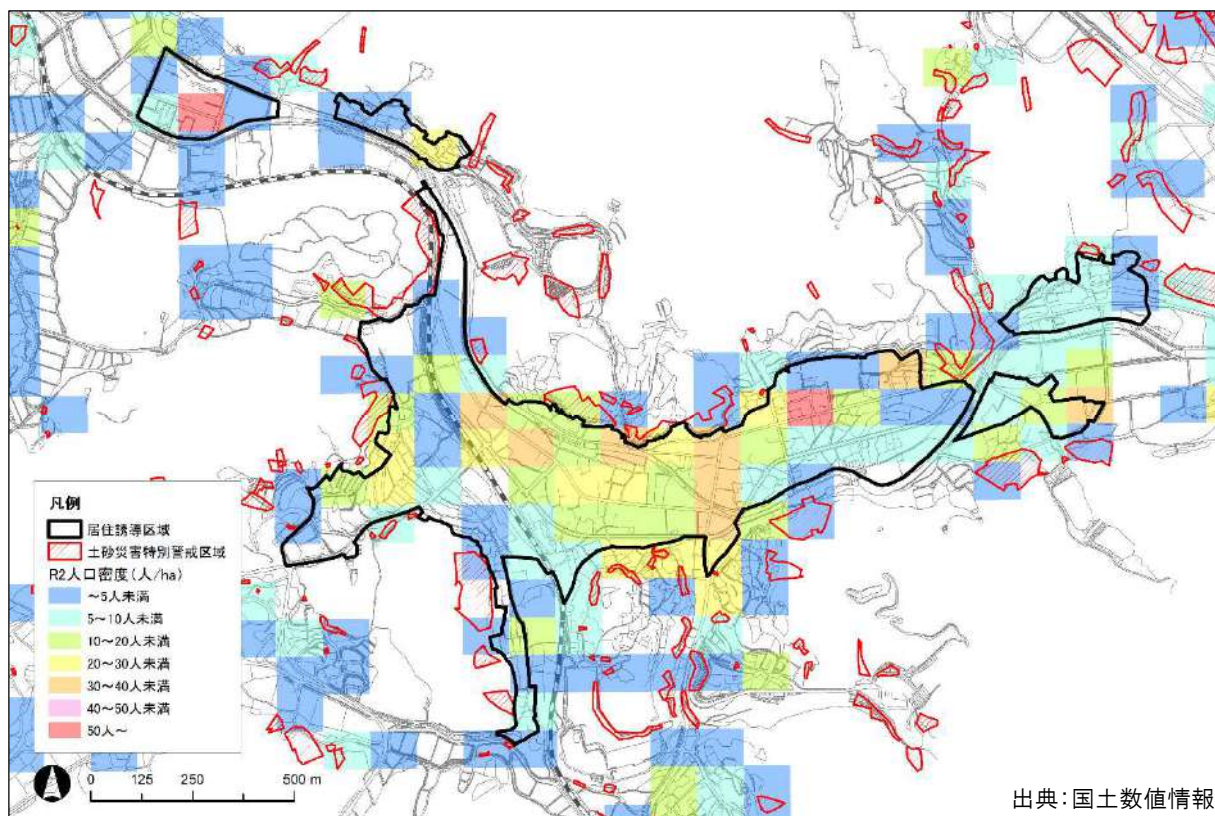 凡例
居住誘導区域
土砂災害特別警戒区域
R2人口密度(人/ha)
～5人未満
5～10人未満
10～20人未満
20～30人未満
30～40人未満
40～50人未満
50人～
0 125 250 500 m
出典:国土数値情報